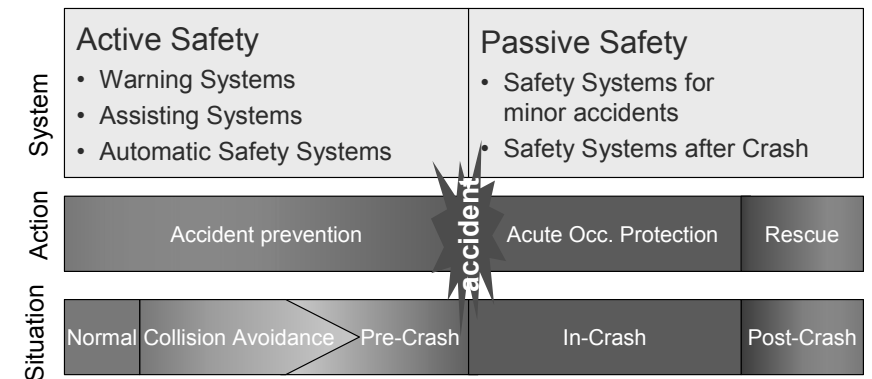 System
Active Safety
• Warning Systems
• Assisting Systems
• Automatic Safety Systems
Passive Safety
• Safety Systems for
minor accidents
• Safety Systems after Crash
accident
Action
Accident prevention
Acute Occ. Protection
Rescue
Situation
Normal
Collision Avoidance
Pre-Crash
In-Crash
Post-Crash